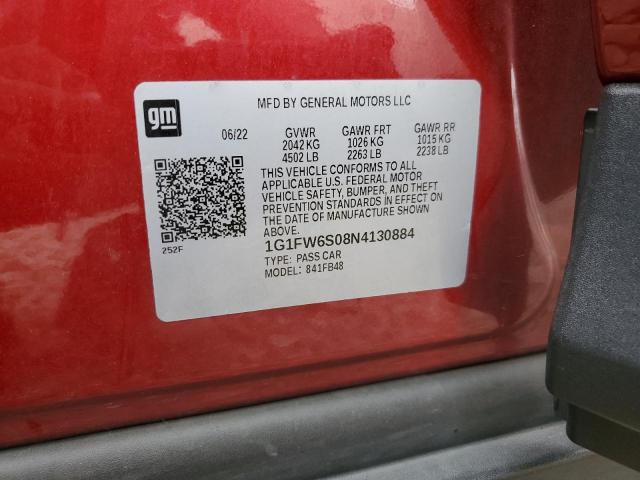 gm
MFD BY GENERAL MOTORS LLC
06/22 GVWR GAWR FRT GAWR RR
2042 KG 1026 KG 1015 KG
4502 LB 2263 LB 2238 LB
THIS VEHICLE CONFORMS TO ALL
APPLICABLE U.S. FEDERAL MOTOR
VEHICLE SAFETY, BUMPER, AND THEFT
PREVENTION STANDARDS IN EFFECT ON
THE DATE OF MANUFACTURE SHOWN
ABOVE.
252F
1G1FW6S08N4130884
TYPE: PASS CAR
MODEL: 841FB48